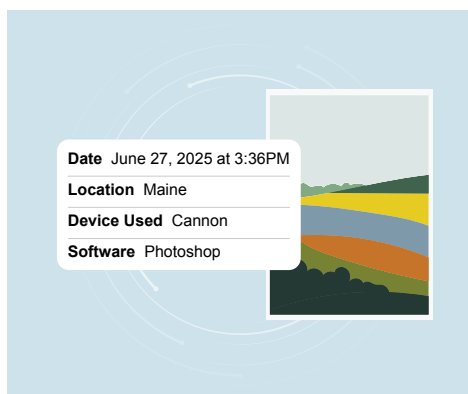 Date June 27, 2025 at 3:36PM
Location Maine
Device Used Cannon
Software Photoshop